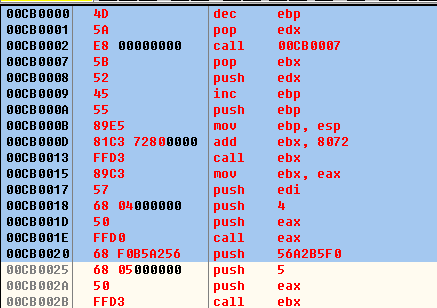 00CB0000 4D dec ebp
00CB0001 5A pop edx
00CB0002 E8 00000000 call 00CB0007
00CB0007 5B pop ebx
00CB0008 52 push edx
00CB0009 45 inc ebp
00CB000A 55 push ebp
00CB000B 89E5 mov ebp, esp
00CB000D 81C3 72800000 add ebx, 8072
00CB0013 FFD3 call ebx
00CB0015 89C3 mov ebx, eax
00CB0017 57 push edi
00CB0018 68 04000000 push 4
00CB001D 50 push eax
00CB001E FFD0 call eax
00CB0020 68 F0B5A256 push 56A2B5F0
00CB0025 68 05000000 push 5
00CB002A 50 push eax
00CB002B FFD3 call ebx